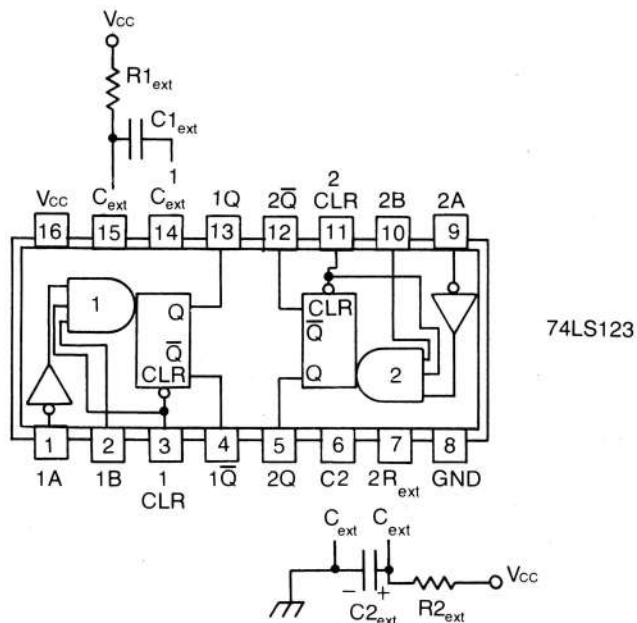 Vcc
R1ext
C1ext
1
2
Vcc Cext Cext 1Q 2Q̅ CLR 2B 2A
16 15 14 13 12 11 10 9
1
Q
Q̅
CLR
CLR
Q̅
Q
2
74LS123
1 2 3 4 5 6 7 8
1A 1B 1 1Q̅ 2Q C2 2Rext GND
CLR
Cext Cext
− +
C2ext
R2ext
Vcc